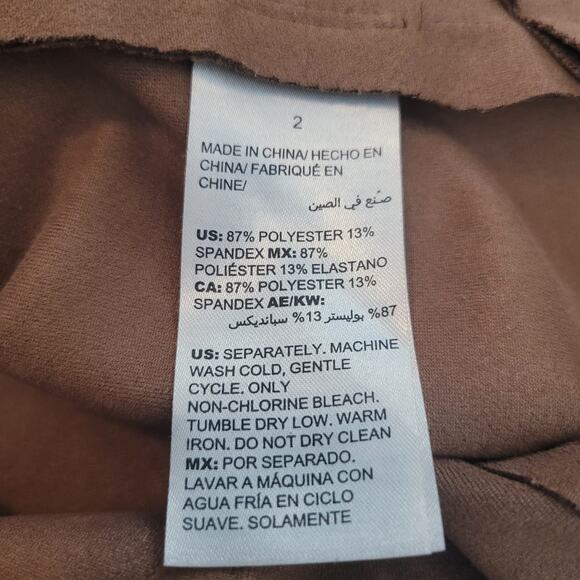 2
MADE IN CHINA/ HECHO EN
CHINA/ FABRIQUÉ EN
CHINE/
صنع في الصين
US: 87% POLYESTER 13%
SPANDEX MX: 87%
POLIÉSTER 13% ELASTANO
CA: 87% POLYESTER 13%
SPANDEX AE/KW:
87% بوليستر 13% سبانديكس
US: SEPARATELY. MACHINE
WASH COLD, GENTLE
CYCLE. ONLY
NON-CHLORINE BLEACH.
TUMBLE DRY LOW. WARM
IRON. DO NOT DRY CLEAN
MX: POR SEPARADO.
LAVAR A MÁQUINA CON
AGUA FRÍA EN CICLO
SUAVE. SOLAMENTE